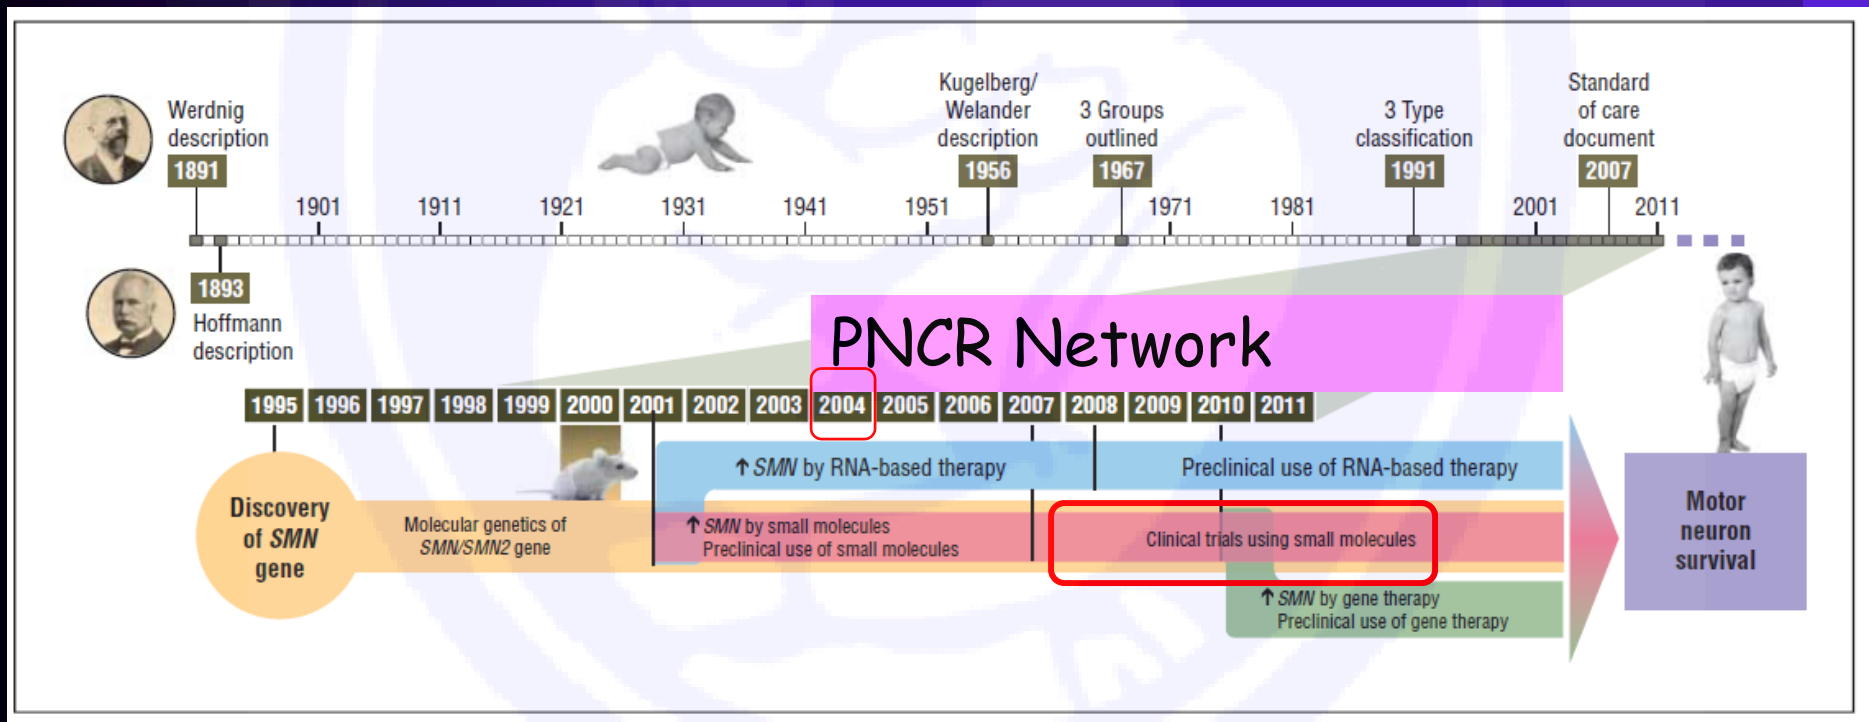 Werdnig
description
1891
Kugelberg/
Welander
description
1956
3 Groups
outlined
1967
3 Type
classification
1991
Standard
of care
document
2007
1901 1911 1921 1931 1941 1951 1971 1981 2001 2011
1893
Hoffmann
description
PNCR Network
1995 1996 1997 1998 1999 2000 2001 2002 2003 2004 2005 2006 2007 2008 2009 2010 2011
Discovery
of SMN
gene
Molecular genetics of
SMN/SMN2 gene
↑ SMN by RNA-based therapy
Preclinical use of RNA-based therapy
↑ SMN by small molecules
Preclinical use of small molecules
Clinical trials using small molecules
↑ SMN by gene therapy
Preclinical use of gene therapy
Motor
neuron
survival